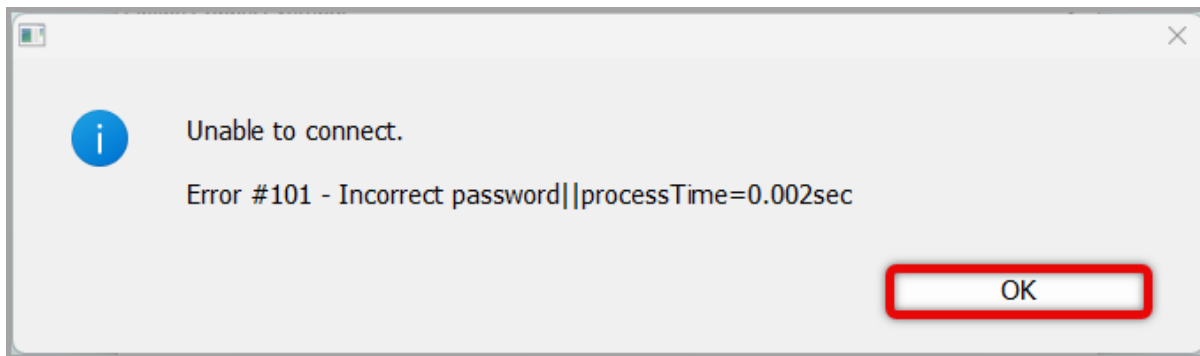 Unable to connect.
Error #101 - Incorrect password||processTime=0.002sec
OK